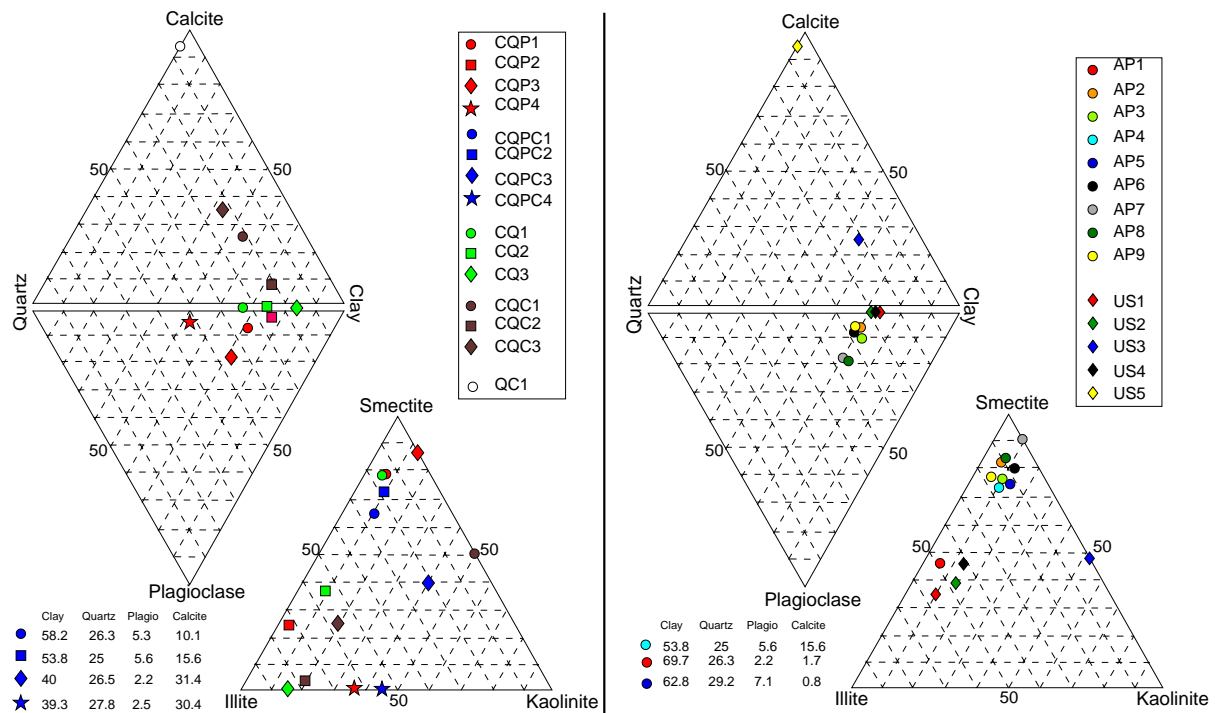 Calcite
50
50
Quartz
Clay
50
50
Plagioclase
CQP1
CQP2
CQP3
CQP4
CQPC1
CQPC2
CQPC3
CQPC4
CQ1
CQ2
CQ3
CQC1
CQC2
CQC3
QC1
Smectite
50
50
Illite
50
Kaolinite
Clay Quartz Plagio Calcite
58.2 26.3 5.3 10.1
53.8 25 5.6 15.6
40 26.5 2.2 31.4
39.3 27.8 2.5 30.4
Calcite
50
50
Quartz
Clay
50
50
Plagioclase
AP1
AP2
AP3
AP4
AP5
AP6
AP7
AP8
AP9
US1
US2
US3
US4
US5
Smectite
50
50
Illite
50
Kaolinite
Clay Quartz Plagio Calcite
53.8 25 5.6 15.6
69.7 26.3 2.2 1.7
62.8 29.2 7.1 0.8